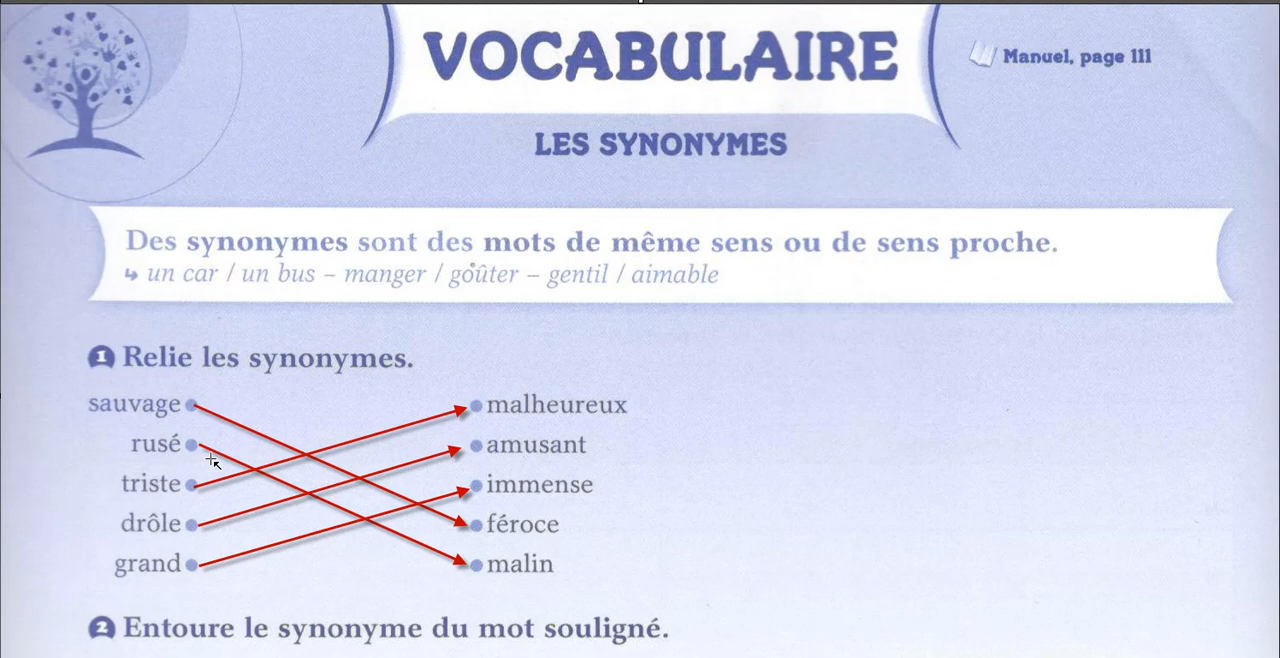 VOCABULAIRE
Manuel, page 111
LES SYNONYMES
Des synonymes sont des mots de même sens ou de sens proche.
↳ un car / un bus – manger / goûter – gentil / aimable
1 Relie les synonymes.
sauvage malheureux
rusé amusant
triste immense
drôle féroce
grand malin
2 Entoure le synonyme du mot souligné.